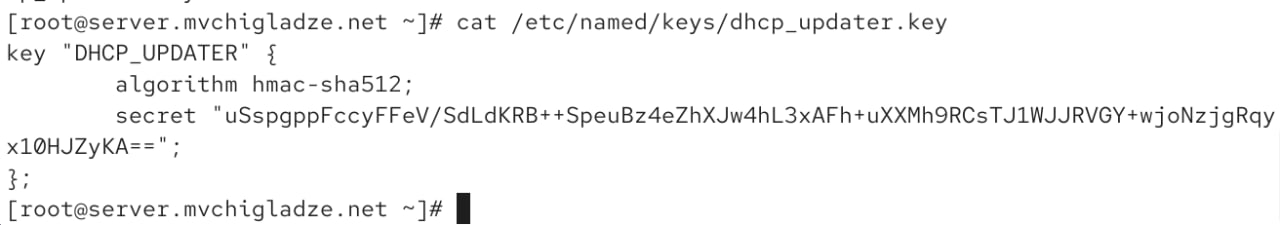 [root@server.mvchigladze.net ~]# cat /etc/named/keys/dhcp_updater.key
key "DHCP_UPDATER" {
        algorithm hmac-sha512;
        secret "uSspgppFccyFFeV/SdLdKRB++SpeuBz4eZhXJw4hL3xAFh+uXXMh9RCsTJ1WJJRVGY+wjoNzjgRqy
x10HJZyKA==";
};
[root@server.mvchigladze.net ~]#